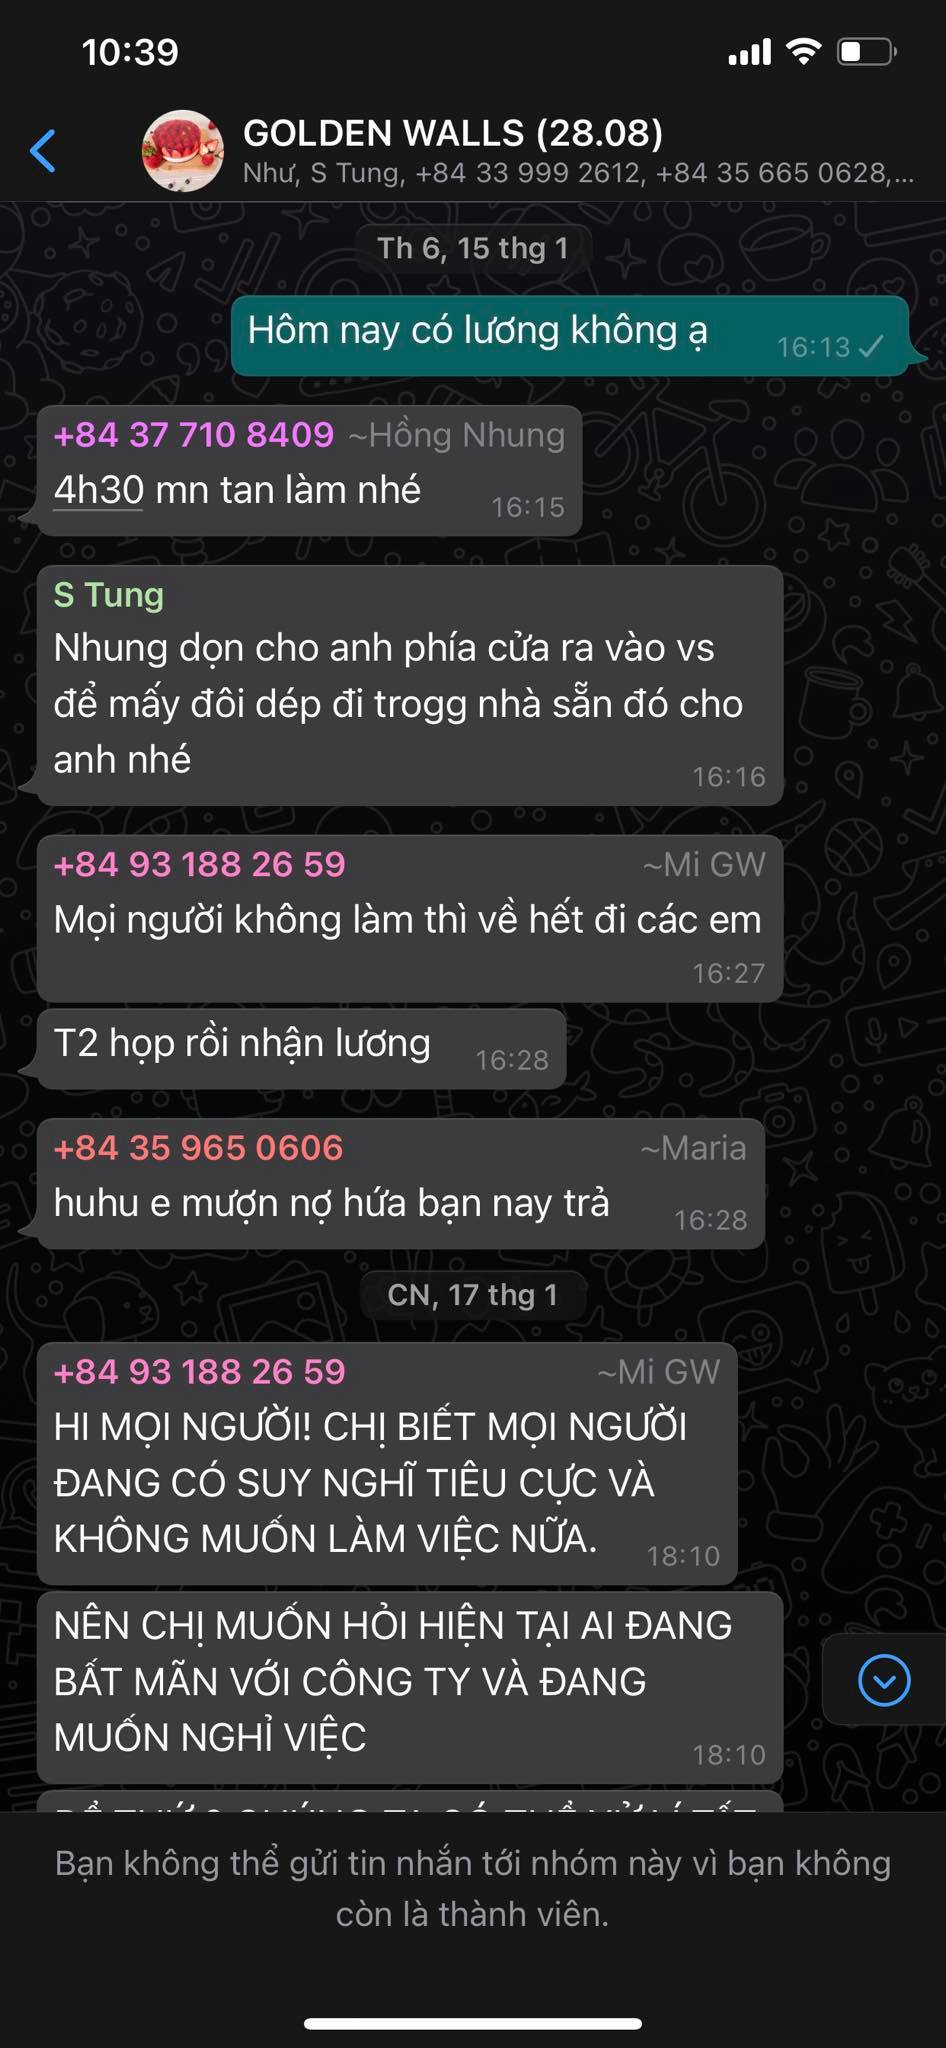 10:39
GOLDEN WALLS (28.08)
Như, S Tung, +84 33 999 2612, +84 35 665 0628,...
Th 6, 15 thg 1
Hôm nay có lương không ạ
16:13
+84 37 710 8409 ~Hồng Nhung
4h30 mn tan làm nhé
16:15
S Tung
Nhung dọn cho anh phía cửa ra vào vs
để mấy đôi dép đi trogg nhà sẵn đó cho
anh nhé
16:16
+84 93 188 26 59 ~Mi GW
Mọi người không làm thì về hết đi các em
16:27
T2 họp rồi nhận lương
16:28
+84 35 965 0606 ~Maria
huhu e mượn nợ hứa bạn nay trả
16:28
CN, 17 thg 1
+84 93 188 26 59 ~Mi GW
HI MỌI NGƯỜI! CHỊ BIẾT MỌI NGƯỜI
ĐANG CÓ SUY NGHĨ TIÊU CỰC VÀ
KHÔNG MUỐN LÀM VIỆC NỮA.
18:10
NÊN CHỊ MUỐN HỎI HIỆN TẠI AI ĐANG
BẤT MÃN VỚI CÔNG TY VÀ ĐANG
MUỐN NGHỈ VIỆC
18:10
Bạn không thể gửi tin nhắn tới nhóm này vì bạn không
còn là thành viên.